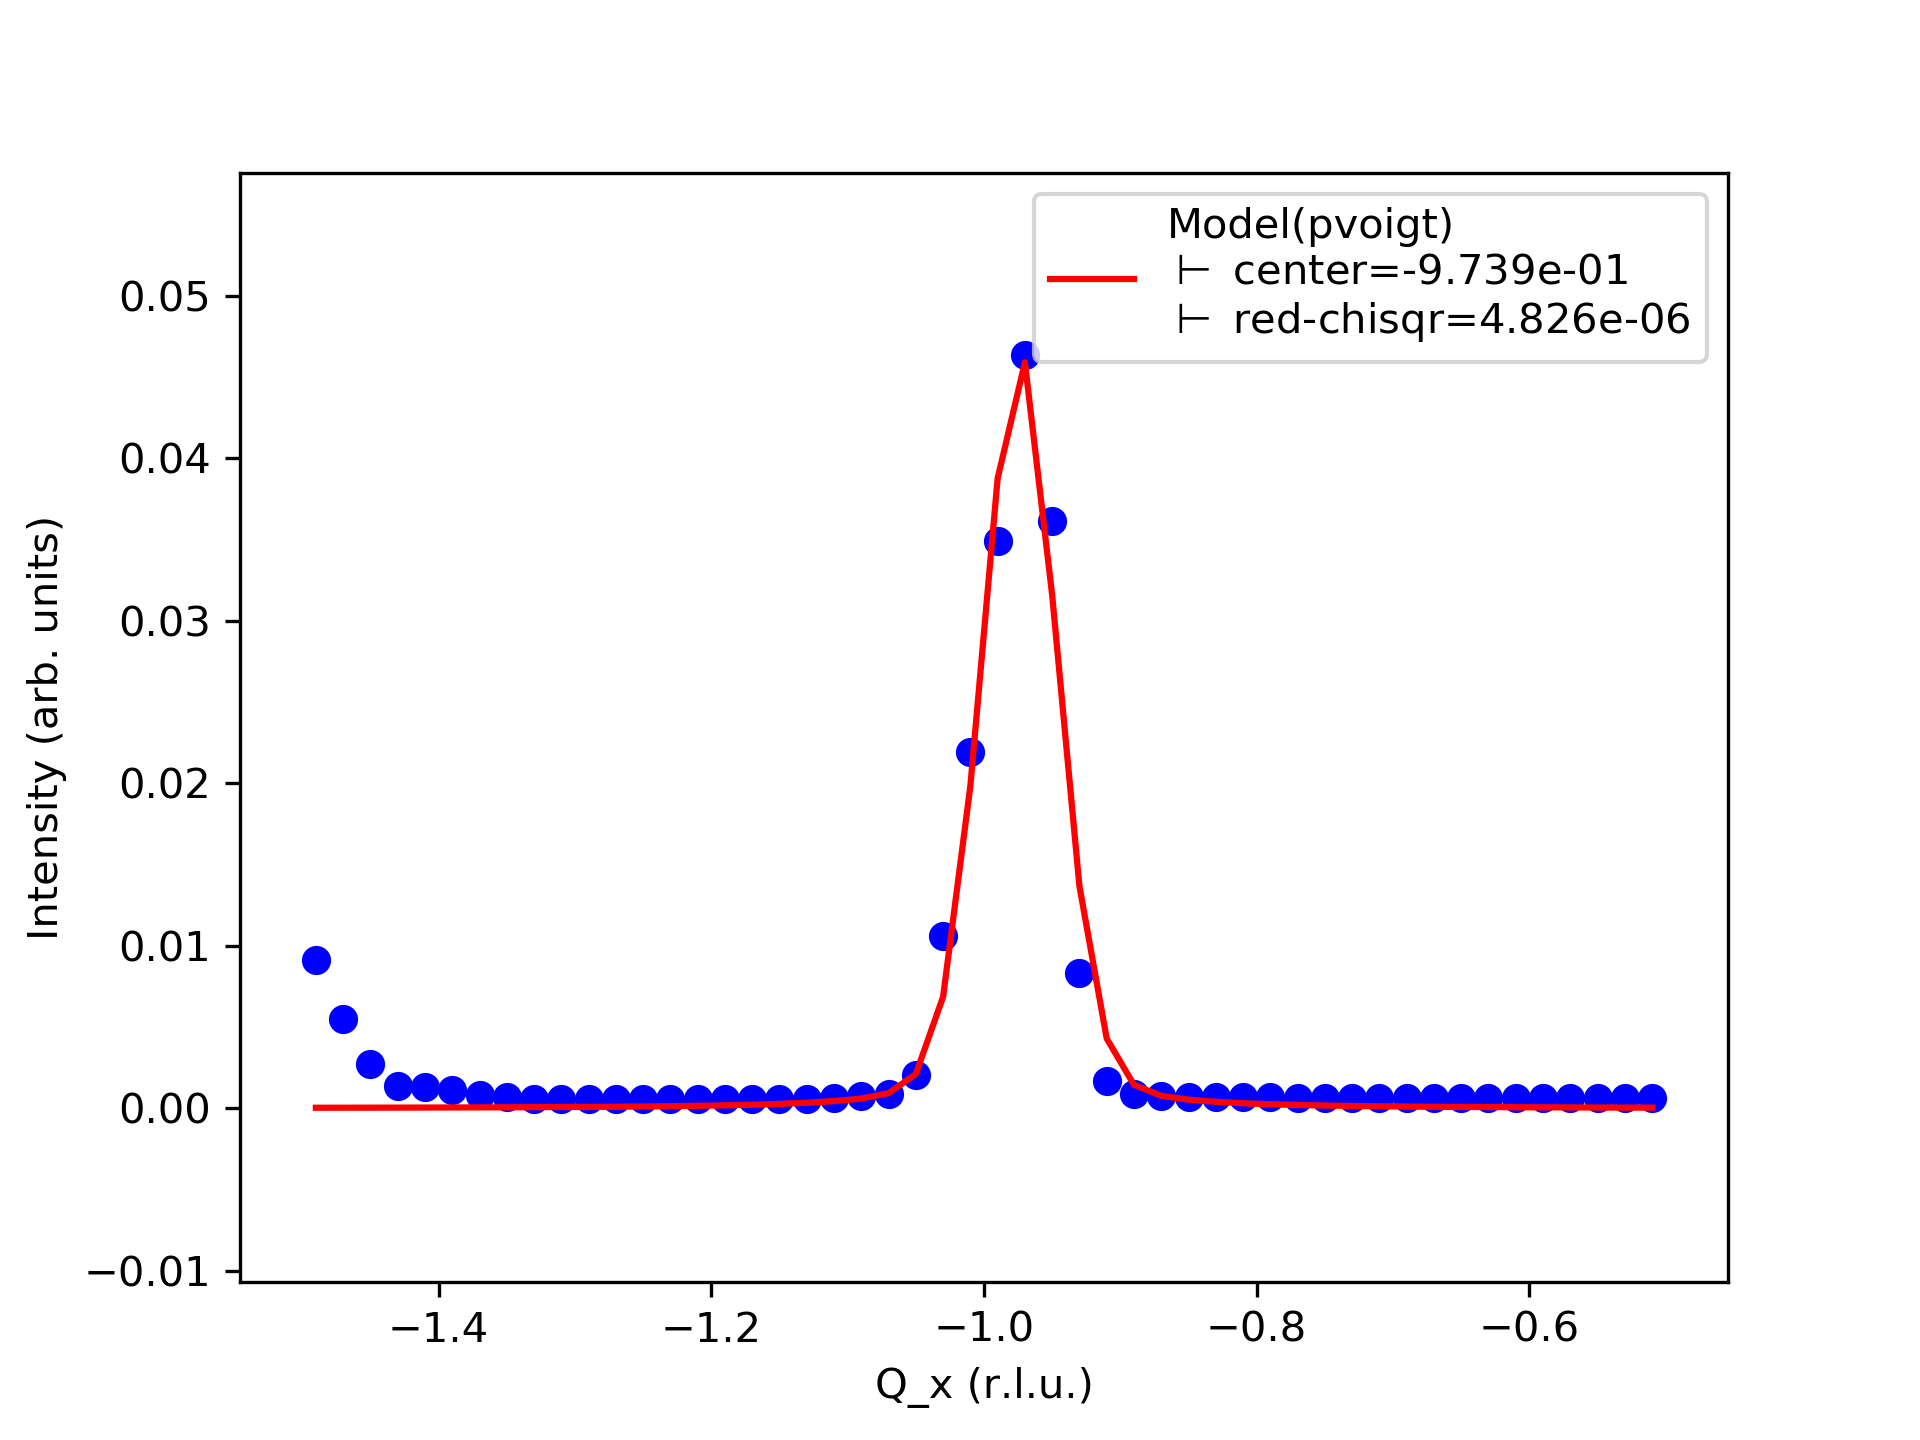 Model(pvoigt)
⊢ center=-9.739e-01
⊢ red-chisqr=4.826e-06
0.05
0.04
0.03
0.02
0.01
0.00
−0.01
Intensity (arb. units)
−1.4 −1.2 −1.0 −0.8 −0.6
Q_x (r.l.u.)